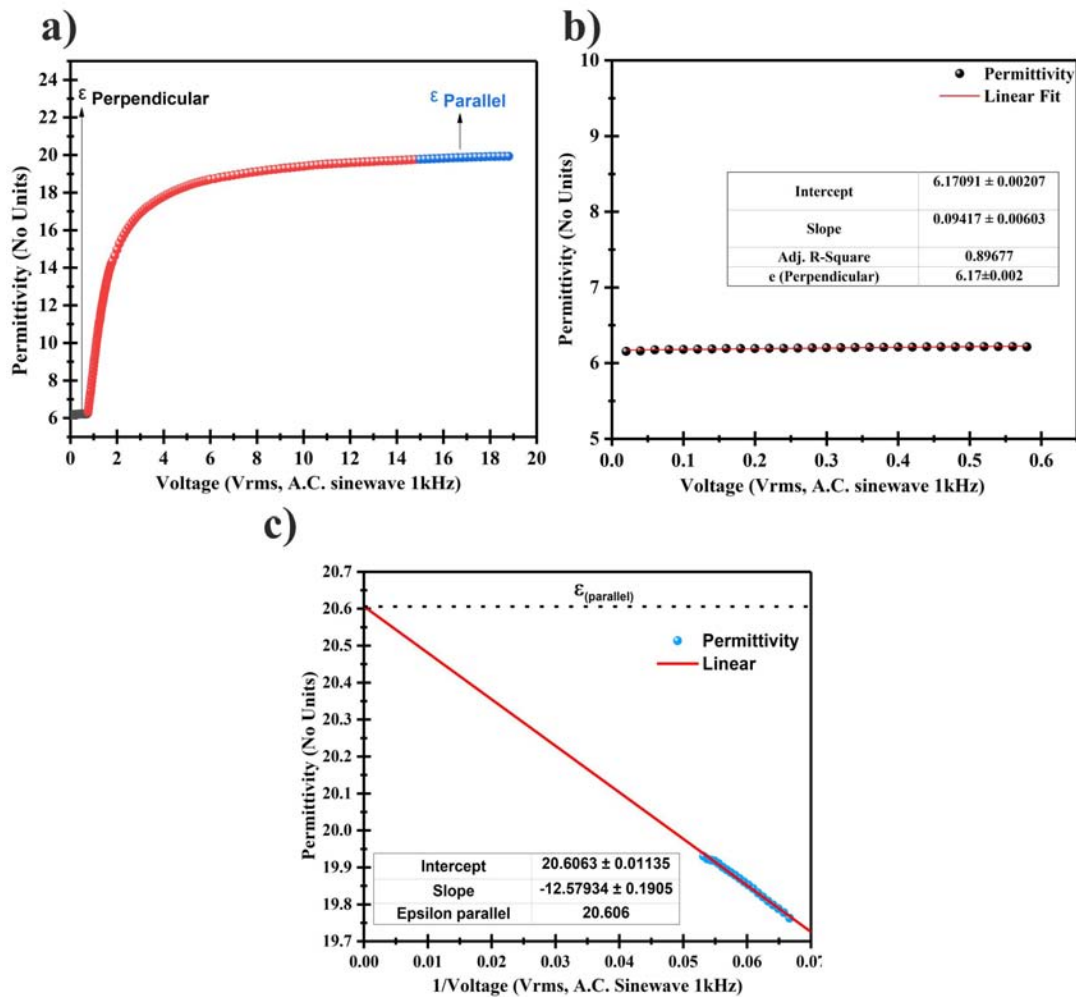 a)
Permittivity (No Units)
24
22
20
18
16
14
12
10
8
6
ε Perpendicular
ε Parallel
0 2 4 6 8 10 12 14 16 18 20
Voltage (Vrms, A.C. sinewave 1kHz)
b)
Permittivity (No Units)
10
9
8
7
6
5
Permittivity
Linear Fit
Intercept 6.17091 ± 0.00207
Slope 0.09417 ± 0.00603
Adj. R-Square 0.89677
e (Perpendicular) 6.17±0.002
0.0 0.1 0.2 0.3 0.4 0.5 0.6
Voltage (Vrms, A.C. sinewave 1kHz)
c)
Permittivity (No Units)
20.7
20.6
20.5
20.4
20.3
20.2
20.1
20.0
19.9
19.8
19.7
ε(parallel)
Permittivity
Linear
Intercept 20.6063 ± 0.01135
Slope -12.57934 ± 0.1905
Epsilon parallel 20.606
0.00 0.01 0.02 0.03 0.04 0.05 0.06 0.07
1/Voltage (Vrms, A.C. Sinewave 1kHz)